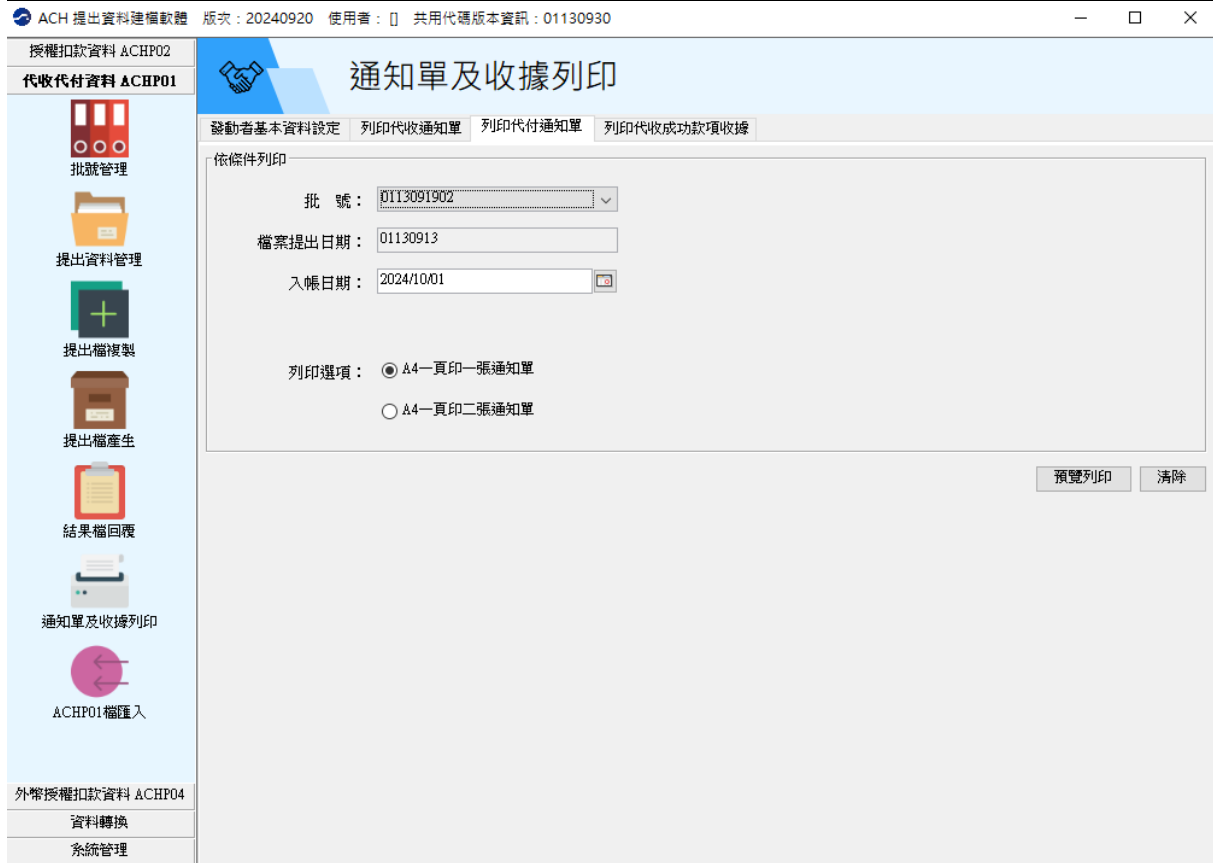 ACH 提出資料建檔軟體 版次：20240920 使用者： [] 共用代碼版本資訊：01130930
授權扣款資料 ACHP02
代收代付資料 ACHP01
批號管理
提出資料管理
提出檔複製
提出檔產生
結果檔回覆
通知單及收據列印
ACHP01檔匯入
外幣授權扣款資料 ACHP04
資料轉換
系統管理
通知單及收據列印
發動者基本資料設定 列印代收通知單 列印代付通知單 列印代收成功款項收據
依條件列印
批 號： 0113091902
檔案提出日期： 01130913
入帳日期： 2024/10/01
列印選項： A4一頁印一張通知單
A4一頁印二張通知單
預覽列印 清除